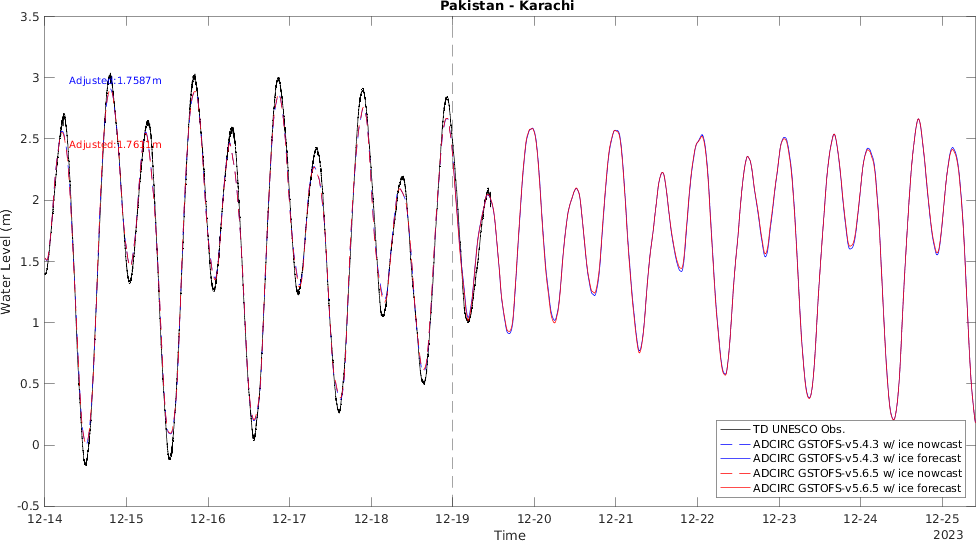 Pakistan - Karachi
3.5
3
2.5
2
1.5
1
0.5
0
-0.5
Water Level (m)
Adjusted:1.7587m
Adjusted:1.7611m
TD UNESCO Obs.
ADCIRC GSTOFS-v5.4.3 w/ ice nowcast
ADCIRC GSTOFS-v5.4.3 w/ ice forecast
ADCIRC GSTOFS-v5.6.5 w/ ice nowcast
ADCIRC GSTOFS-v5.6.5 w/ ice forecast
12-14 12-15 12-16 12-17 12-18 12-19 12-20 12-21 12-22 12-23 12-24 12-25
Time
2023